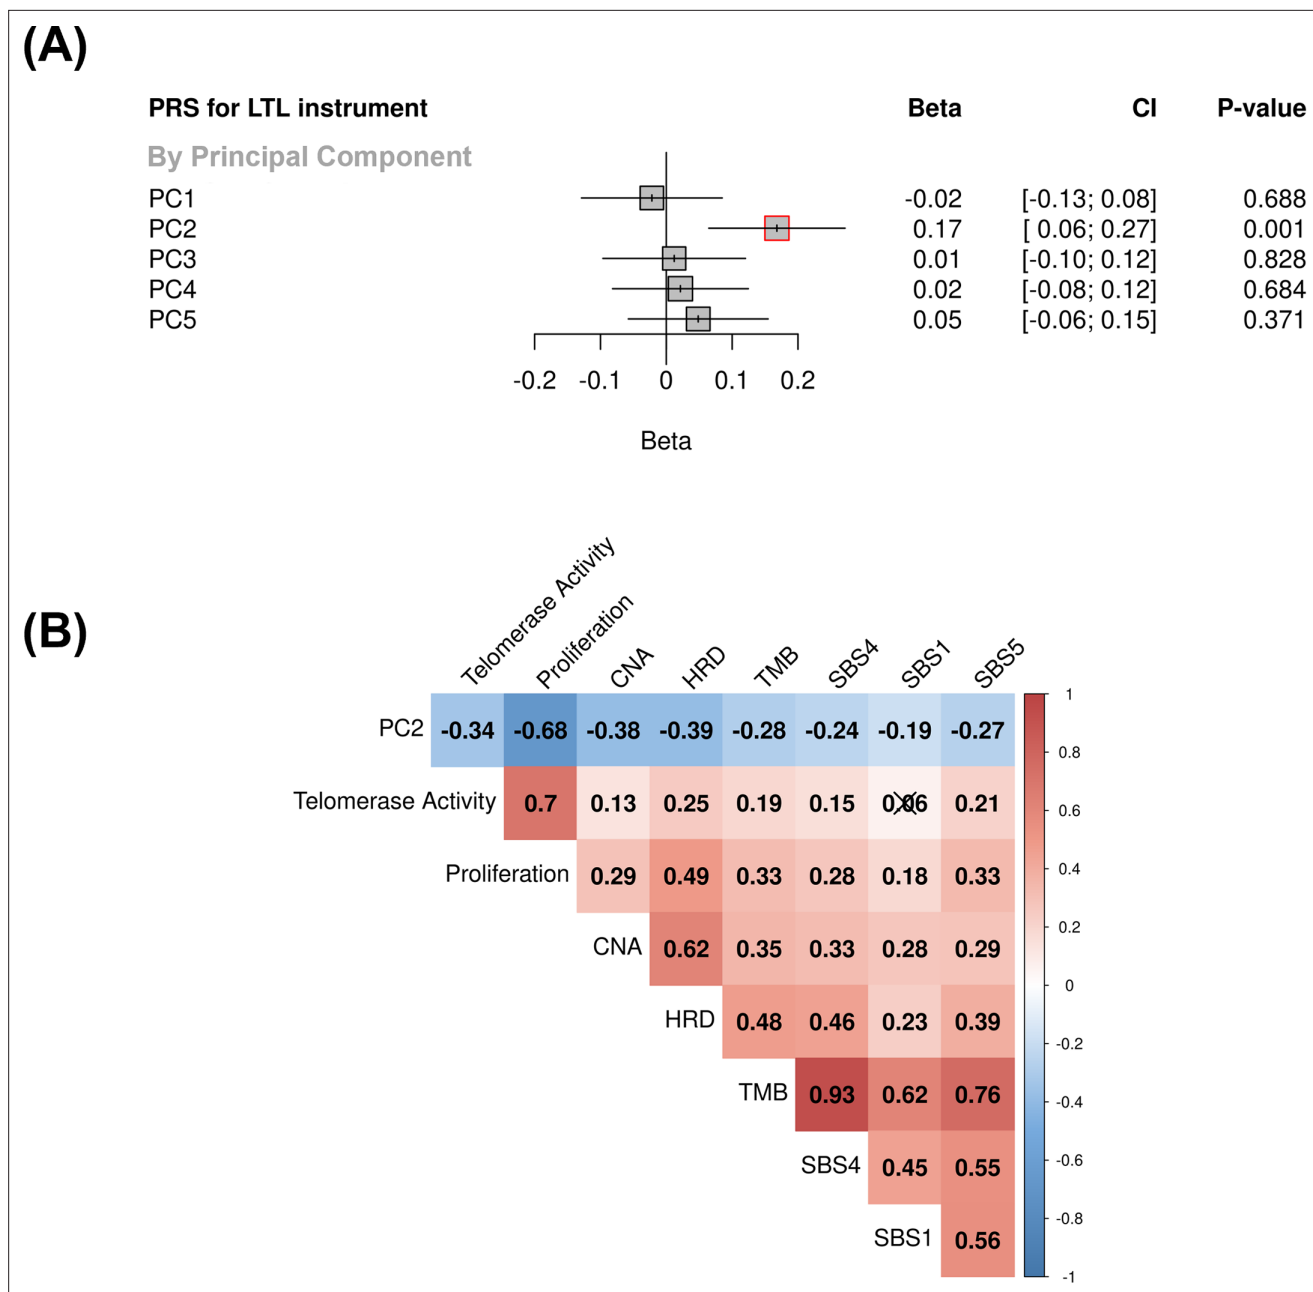 (A)
PRS for LTL instrument Beta CI P-value
By Principal Component
PC1 -0.02 [-0.13; 0.08] 0.688
PC2 0.17 [ 0.06; 0.27] 0.001
PC3 0.01 [-0.10; 0.12] 0.828
PC4 0.02 [-0.08; 0.12] 0.684
PC5 0.05 [-0.06; 0.15] 0.371
-0.2 -0.1 0 0.1 0.2
Beta
(B)
Telomerase Activity Proliferation CNA HRD TMB SBS4 SBS1 SBS5
PC2 -0.34 -0.68 -0.38 -0.39 -0.28 -0.24 -0.19 -0.27
Telomerase Activity 0.7 0.13 0.25 0.19 0.15 0.06 0.21
Proliferation 0.29 0.49 0.33 0.28 0.18 0.33
CNA 0.62 0.35 0.33 0.28 0.29
HRD 0.48 0.46 0.23 0.39
TMB 0.93 0.62 0.76
SBS4 0.45 0.55
SBS1 0.56
1
0.8
0.6
0.4
0.2
0
-0.2
-0.4
-0.6
-0.8
-1